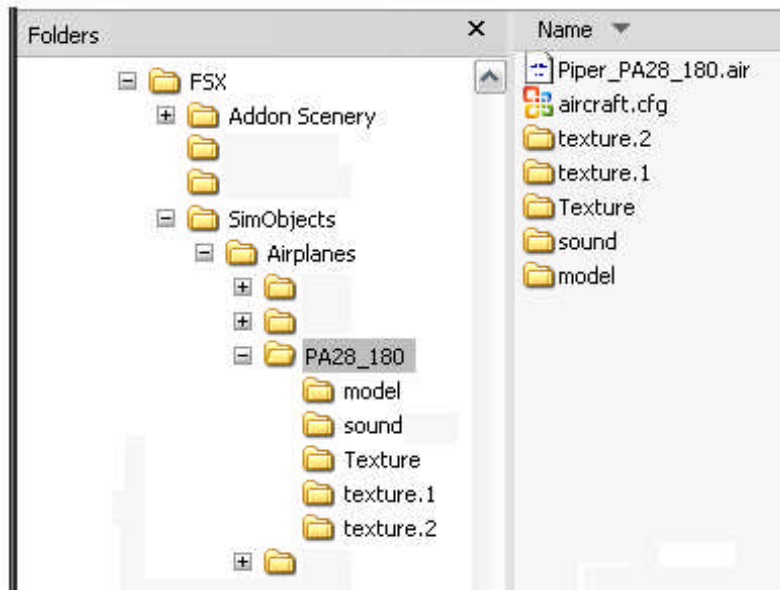 Folders
FSX
Addon Scenery
SimObjects
Airplanes
PA28_180
model
sound
Texture
texture.1
texture.2
Name
Piper_PA28_180.air
aircraft.cfg
texture.2
texture.1
Texture
sound
model